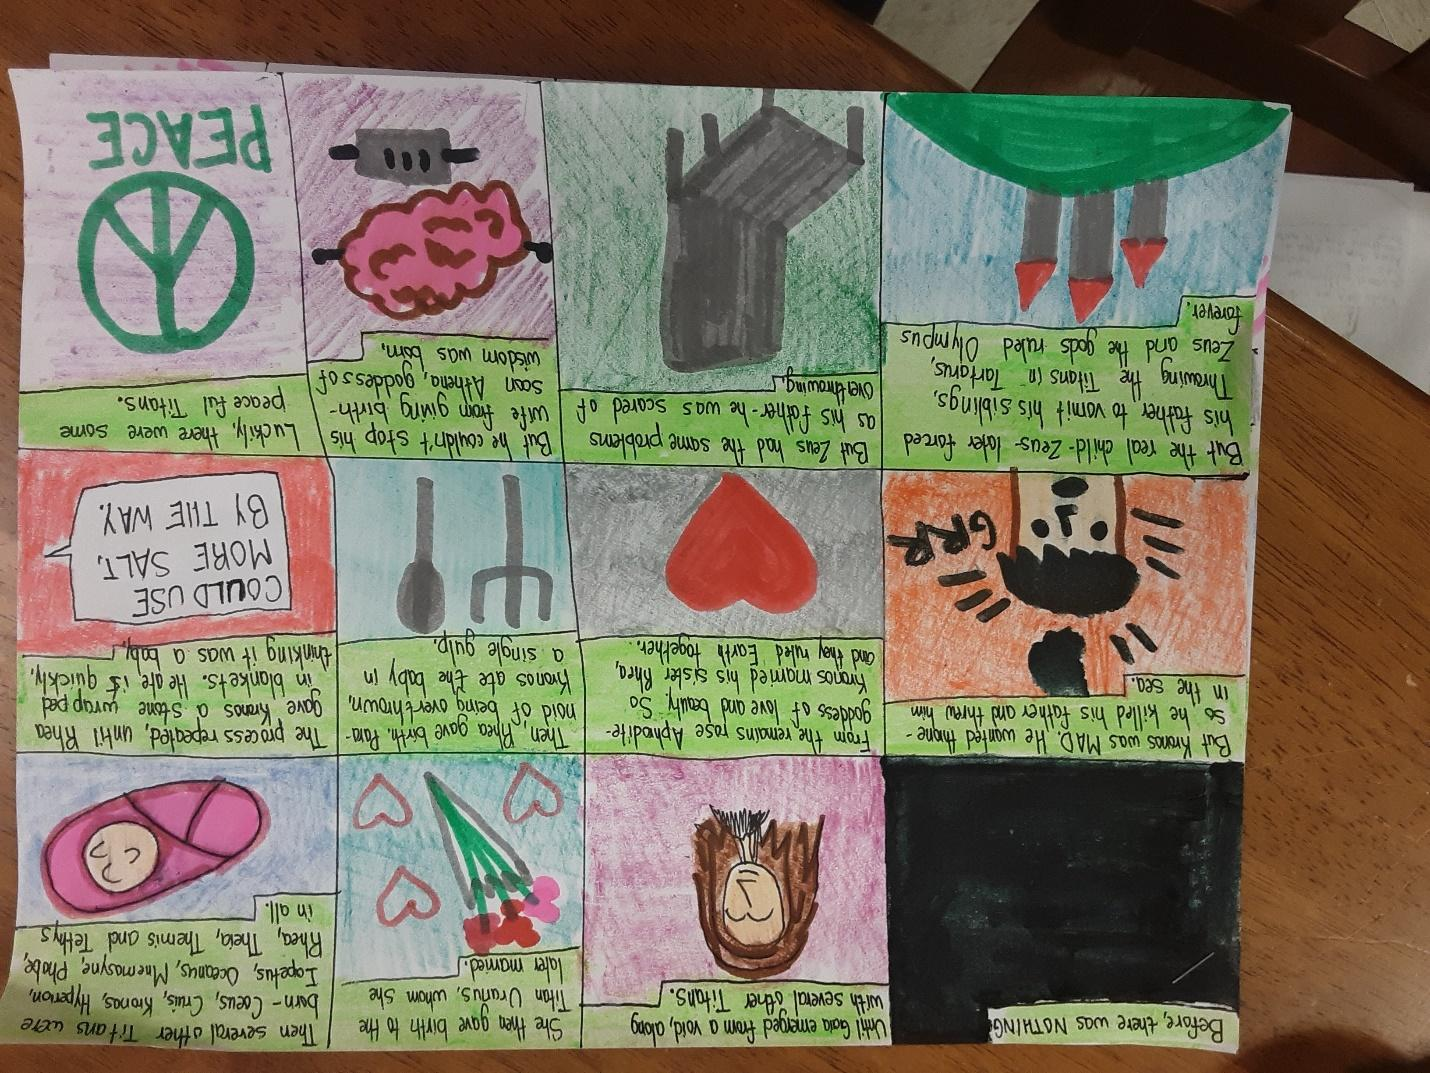 Before, there was NOTHING
Until Gaia emerged from a void, along
with several other Titans.
She then gave birth to the
Titan Uranus, whom she
later married.
Then several other Titans were
born - Coeus, Crius, Kronos, Hyperion,
Iapetus, Oceanus, Mnemosyne, Phobe,
Rhea, Theia, Themis and Tethys
in all.
But Kronos was MAD. He wanted throne-
so he killed his father and threw him
in the sea.
GRR
From the remains rose Aphrodite-
goddess of love and beauty. So
Kronos married his sister Rhea,
and they ruled Earth together.
Then, Rhea gave birth. Para-
noid of being overthrown,
Kronos ate the baby in
a single gulp.
The process repeated, until Rhea
gave Kronos a stone wrapped
in blankets. He ate it quickly,
thinking it was a baby.
COULD USE
MORE SALT,
BY THE WAY.
But the real child- Zeus- later forced
his father to vomit his siblings,
Throwing the Titans in Tartarus,
Zeus and the gods ruled Olympus
forever.
But Zeus had the same problems
as his father- he was scared of
overthrowing.
But he couldn't stop his
wife from giving birth-
soon Athena, goddess of
wisdom was born.
Luckily, there were some
peaceful Titans.
PEACE